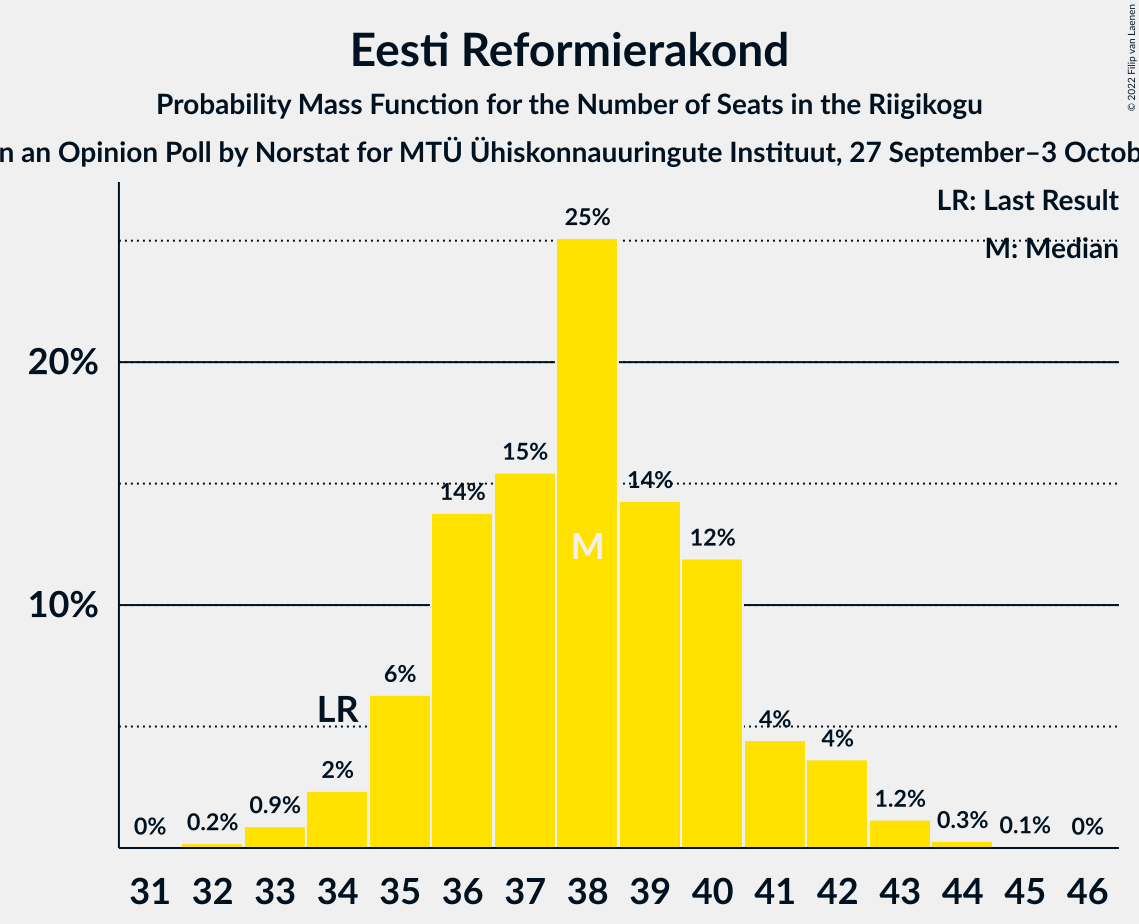 © 2022 Filip van Laenen
Eesti Reformierakond
Probability Mass Function for the Number of Seats in the Riigikogu
an Opinion Poll by Norstat for MTÜ Ühiskonnauuringute Instituut, 27 September–3
LR: Last Result
M: Median
25%
20%
15%
14%
14%
M
12%
10%
6%
LR
4%
4%
2%
1.2%
0.9%
0.3%
0.2%
0.1%
0%
0%
31 32 33 34 35 36 37 38 39 40 41 42 43 44 45 46